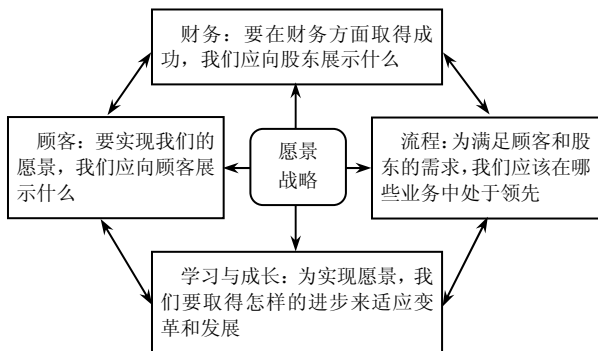 财务：要在财务方面取得成
功，我们应向股东展示什么
顾客：要实现我们的
愿景，我们应向顾客展
示什么
愿景
战略
流程：为满足顾客和股
东的需求，我们应该在哪
些业务中处于领先
学习与成长：为实现愿景，我
们要取得怎样的进步来适应变
革和发展